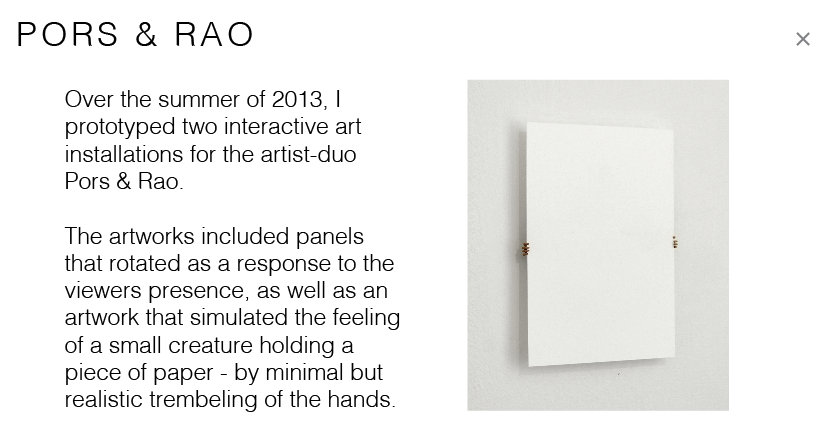 PORS & RAO
Over the summer of 2013, I
prototyped two interactive art
installations for the artist-duo
Pors & Rao.
The artworks included panels
that rotated as a response to the
viewers presence, as well as an
artwork that simulated the feeling
of a small creature holding a
piece of paper - by minimal but
realistic trembeling of the hands.